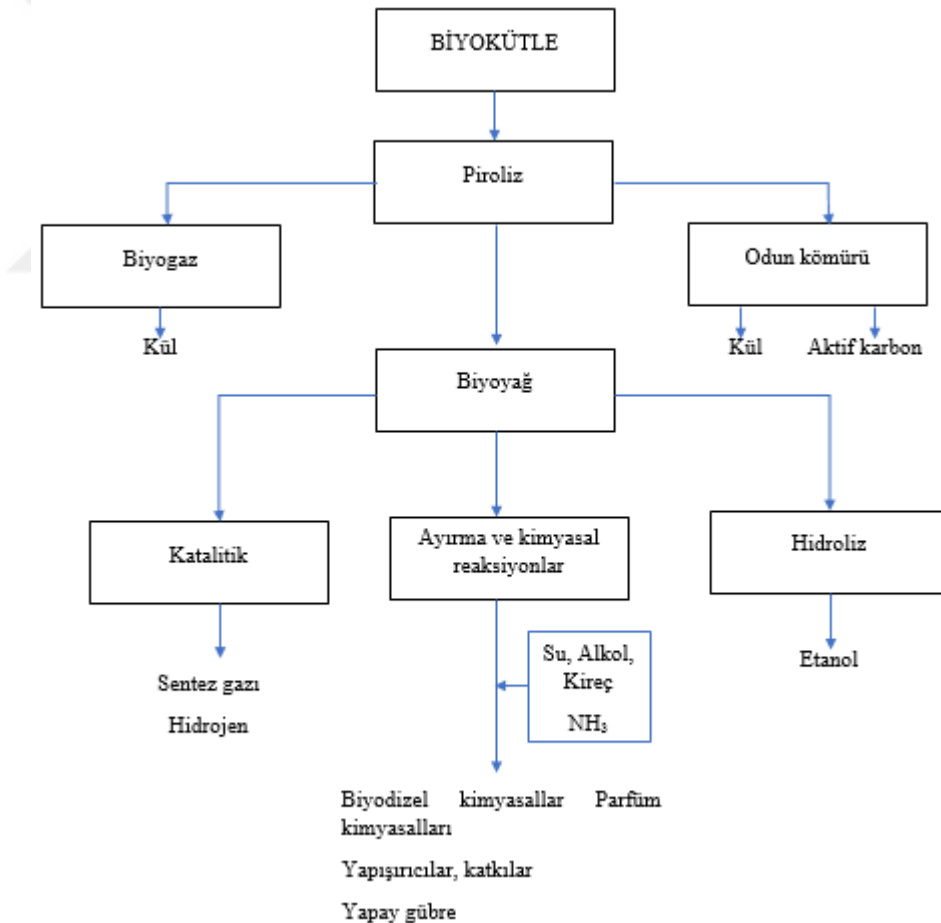 BİYOKÜTLE
Piroliz
Biyogaz
Odun kömürü
Kül
Kül
Aktif karbon
Biyoyağ
Katalitik
Ayırma ve kimyasal
reaksiyonlar
Hidroliz
Su, Alkol,
Kireç
NH₃
Etanol
Sentez gazı
Hidrojen
Biyodizel kimyasallar Parfüm
kimyasalları
Yapışırıcılar, katkılar
Yapay gübre